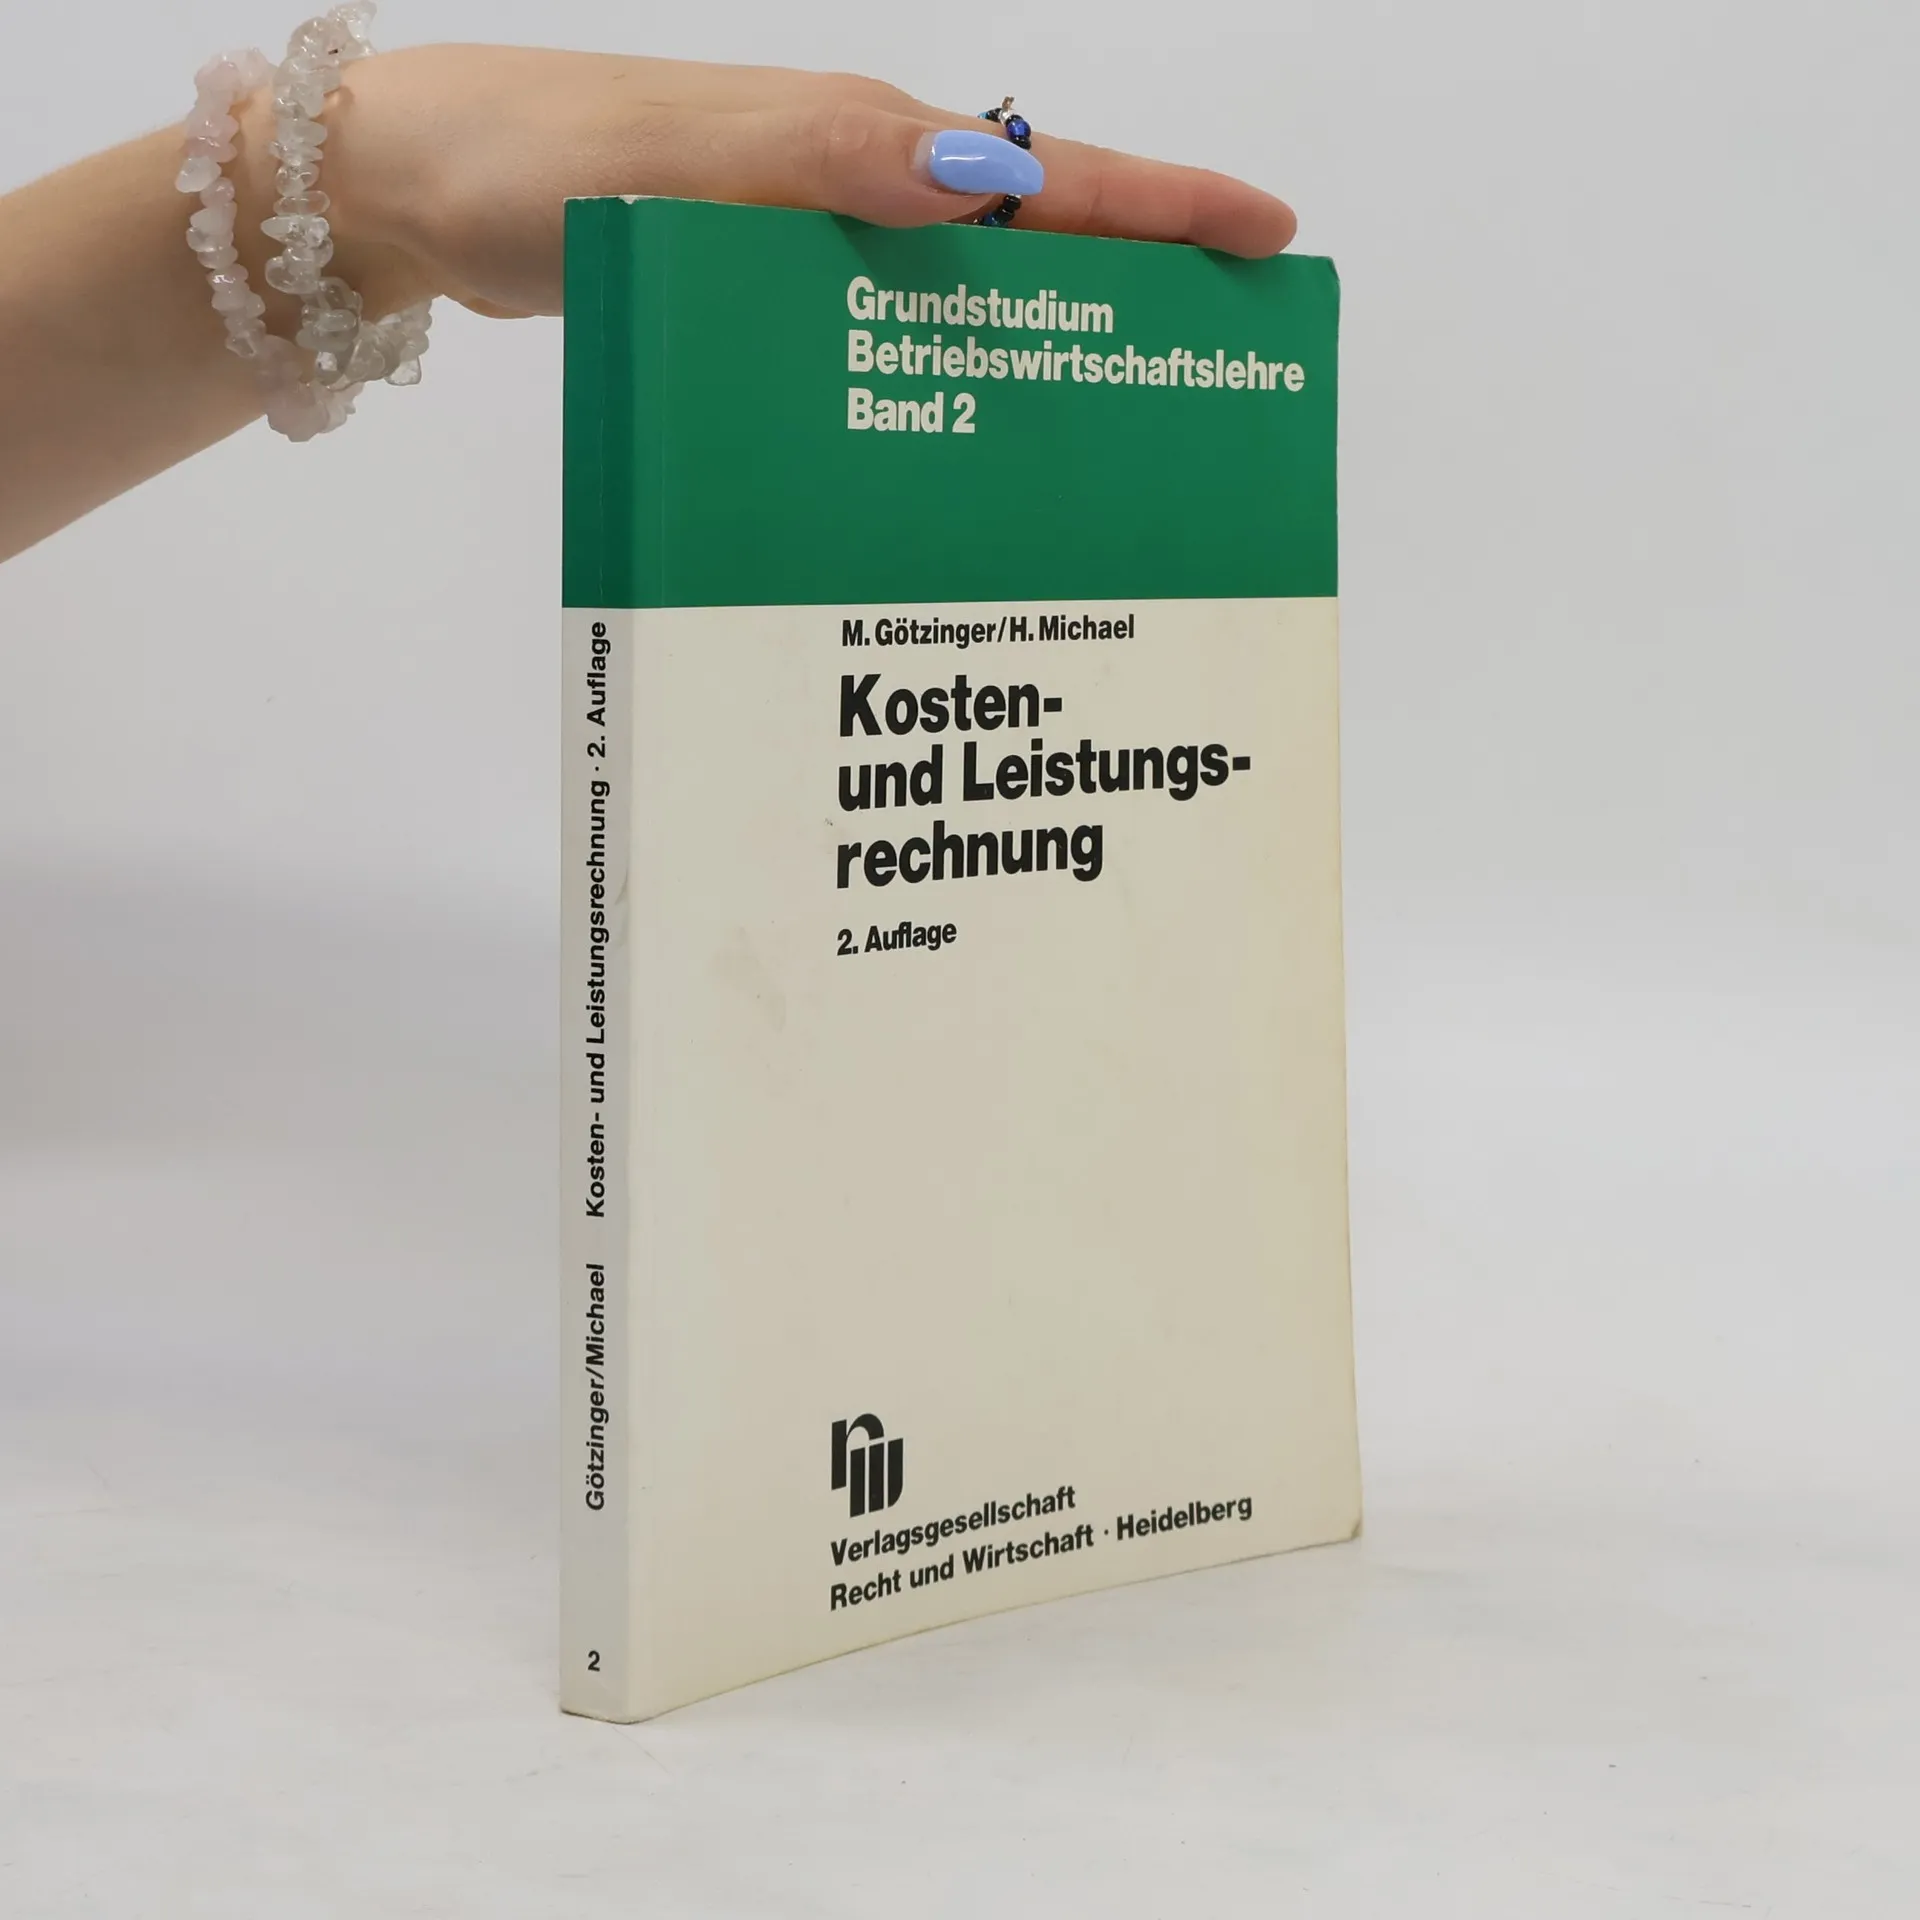 Grundstudium
Betriebswirtschaftslehre
Band 2
M. Götzinger/H. Michael
Kosten-
und Leistungs-
rechnung
2. Auflage
Verlagsgesellschaft
Recht und Wirtschaft · Heidelberg
Götzinger/Michael Kosten- und Leistungsrechnung · 2. Auflage
2